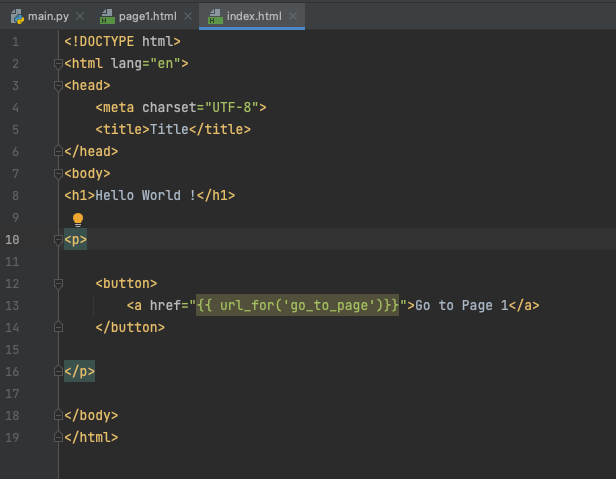 main.py page1.html index.html
1 <!DOCTYPE html>
2 <html lang="en">
3 <head>
4 <meta charset="UTF-8">
5 <title>Title</title>
6 </head>
7 <body>
8 <h1>Hello World !</h1>
9
10 <p>
11
12 <button>
13 <a href="{{ url_for('go_to_page')}}">Go to Page 1</a>
14 </button>
15
16 </p>
17
18 </body>
19 </html>